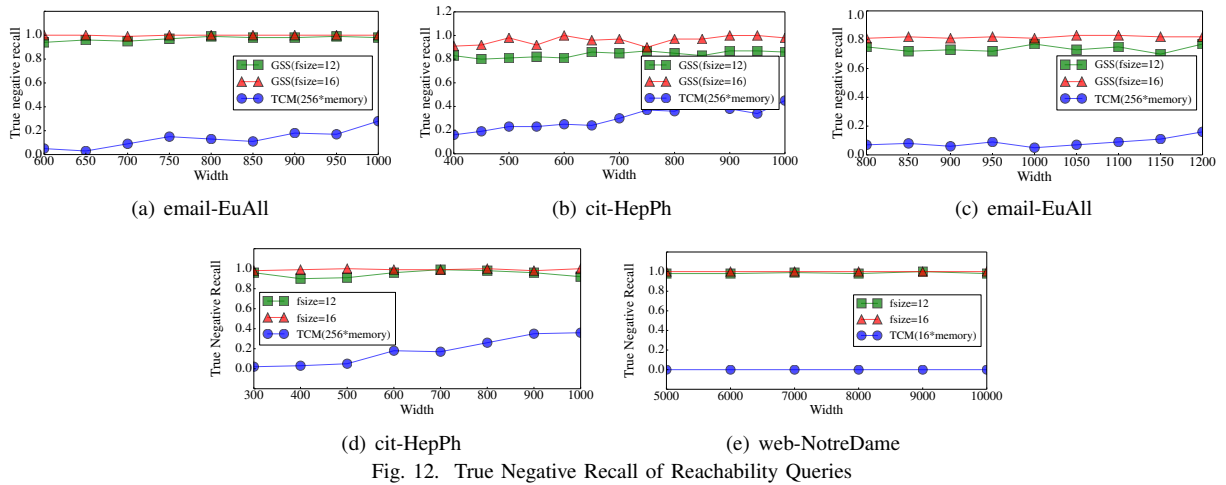 True negative recall
1.0
0.8
0.6
0.4
0.2
0.0
GSS(fsize=12)
GSS(fsize=16)
TCM(256*memory)
600 650 700 750 800 850 900 950 1000
Width
(a) email-EuAll
True negative recall
1.2
1.0
0.8
0.6
0.4
0.2
0.0
GSS(fsize=12)
GSS(fsize=16)
TCM(256*memory)
400 500 600 700 800 900 1000
Width
(b) cit-HepPh
True negative recall
1.0
0.8
0.6
0.4
0.2
0.0
GSS(fsize=12)
GSS(fsize=16)
TCM(256*memory)
800 850 900 950 1000 1050 1100 1150 1200
Width
(c) email-EuAll
True Negative Recall
1.0
0.8
0.6
0.4
0.2
0.0
fsize=12
fsize=16
TCM(256*memory)
300 400 500 600 700 800 900 1000
Width
(d) cit-HepPh
True Negative Recall
1.0
0.8
0.6
0.4
0.2
0.0
fsize=12
fsize=16
TCM(16*memory)
5000 6000 7000 8000 9000 10000
Width
(e) web-NotreDame
Fig. 12. True Negative Recall of Reachability Queries